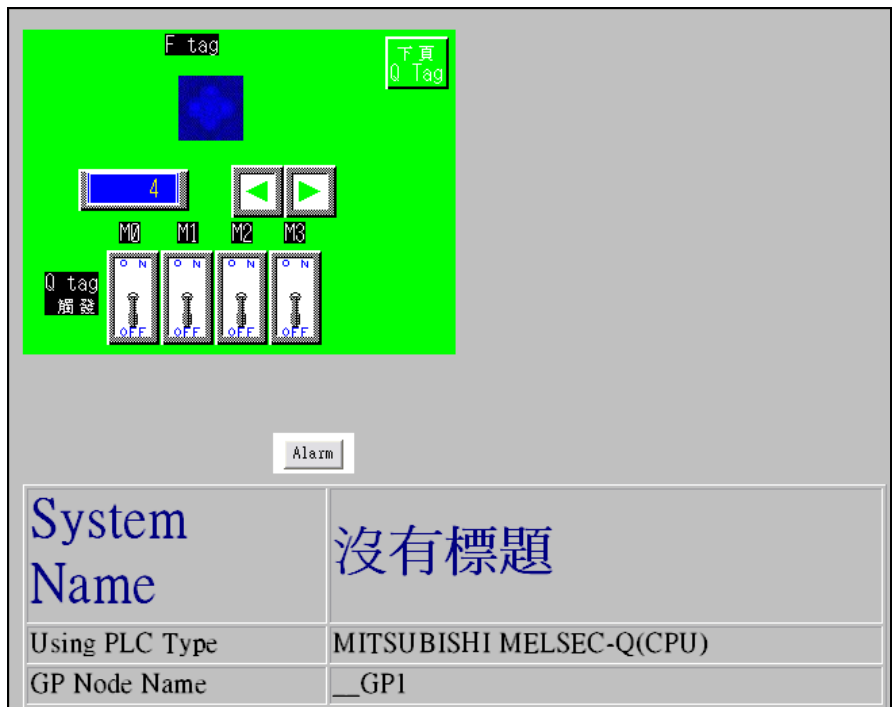 F tag
下頁
Q Tag
4
M0 M1 M2 M3
Q tag
觸發
ON ON ON ON
OFF OFF OFF OFF
Alarm
System Name
沒有標題
Using PLC Type MITSUBISHI MELSEC-Q(CPU)
GP Node Name __GP1